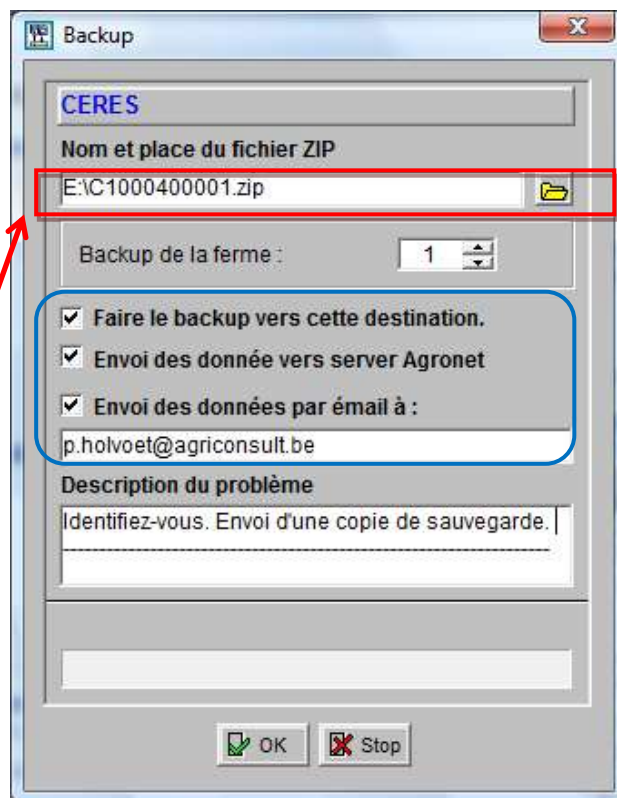 Backup
CERES
Nom et place du fichier ZIP
E:\C1000400001.zip
Backup de la ferme : 1
Faire le backup vers cette destination.
Envoi des donnée vers server Agronet
Envoi des données par émail à :
p.holvoet@agriconsult.be
Description du problème
Identifiez-vous. Envoi d'une copie de sauvegarde.
------------------------------------------------------------------
OK Stop